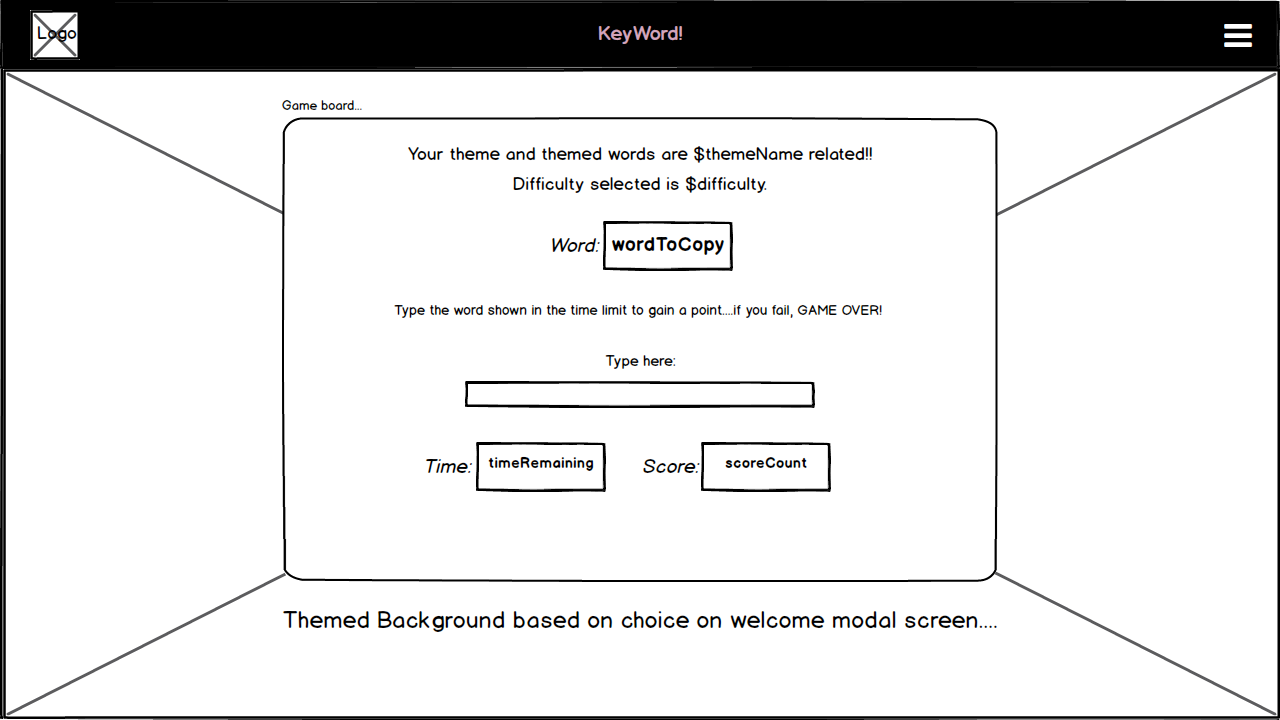 Logo
KeyWord!
Game board...
Your theme and themed words are $themeName related!!
Difficulty selected is $difficulty.
Word: wordToCopy
Type the word shown in the time limit to gain a point....if you fail, GAME OVER!
Type here:
Time: timeRemaining Score: scoreCount
Themed Background based on choice on welcome modal screen....